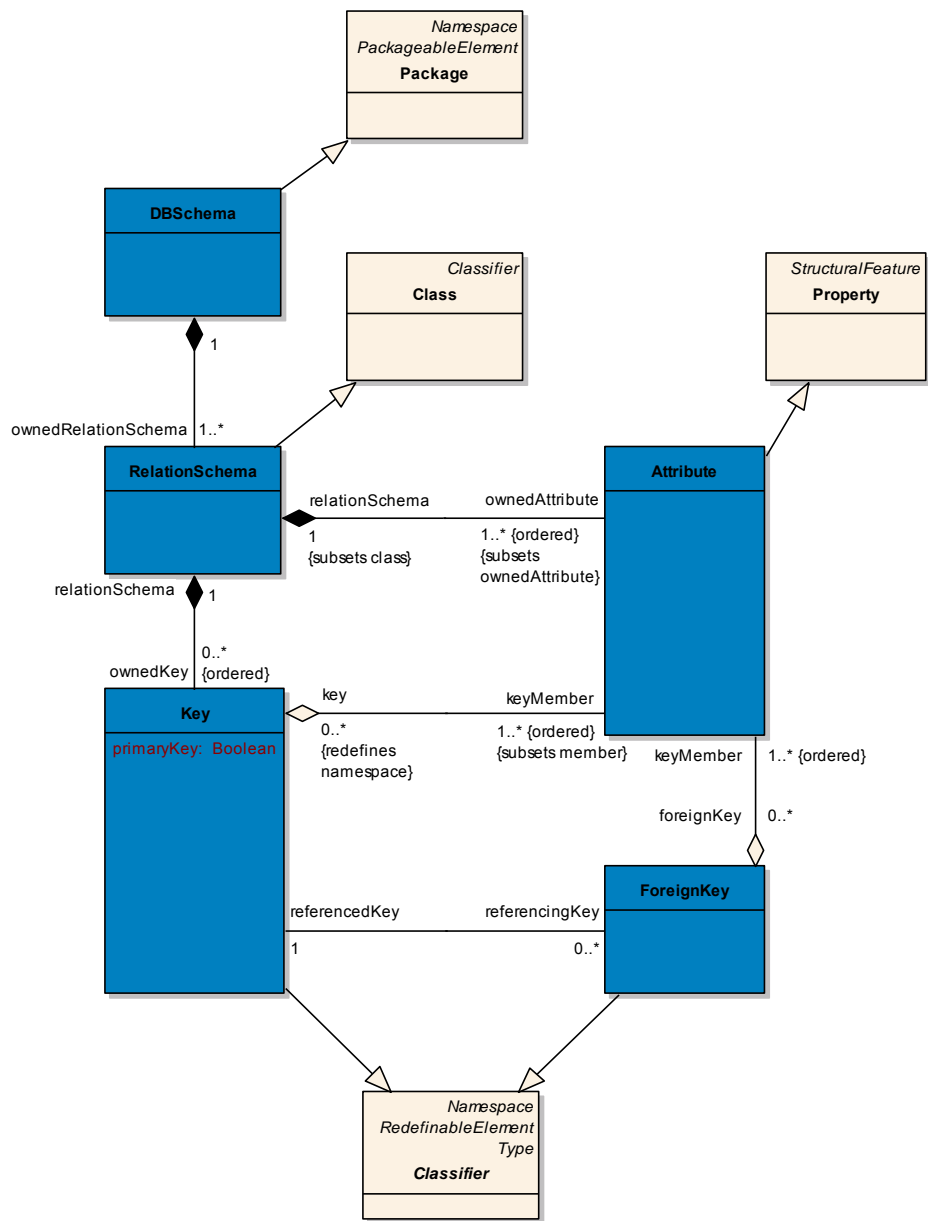 Namespace
PackageableElement
Package
DBSchema
Classifier
Class
StructuralFeature
Property
1
ownedRelationSchema 1..*
RelationSchema
Attribute
relationSchema
ownedAttribute
1
{subsets class}
1..* {ordered}
{subsets
ownedAttribute}
relationSchema
1
0..*
{ordered}
ownedKey
Key
primaryKey: Boolean
key
keyMember
0..*
{redefines
namespace}
1..* {ordered}
{subsets member}
keyMember
1..* {ordered}
foreignKey
0..*
ForeignKey
referencedKey
referencingKey
1
0..*
Namespace
RedefinableElement
Type
Classifier